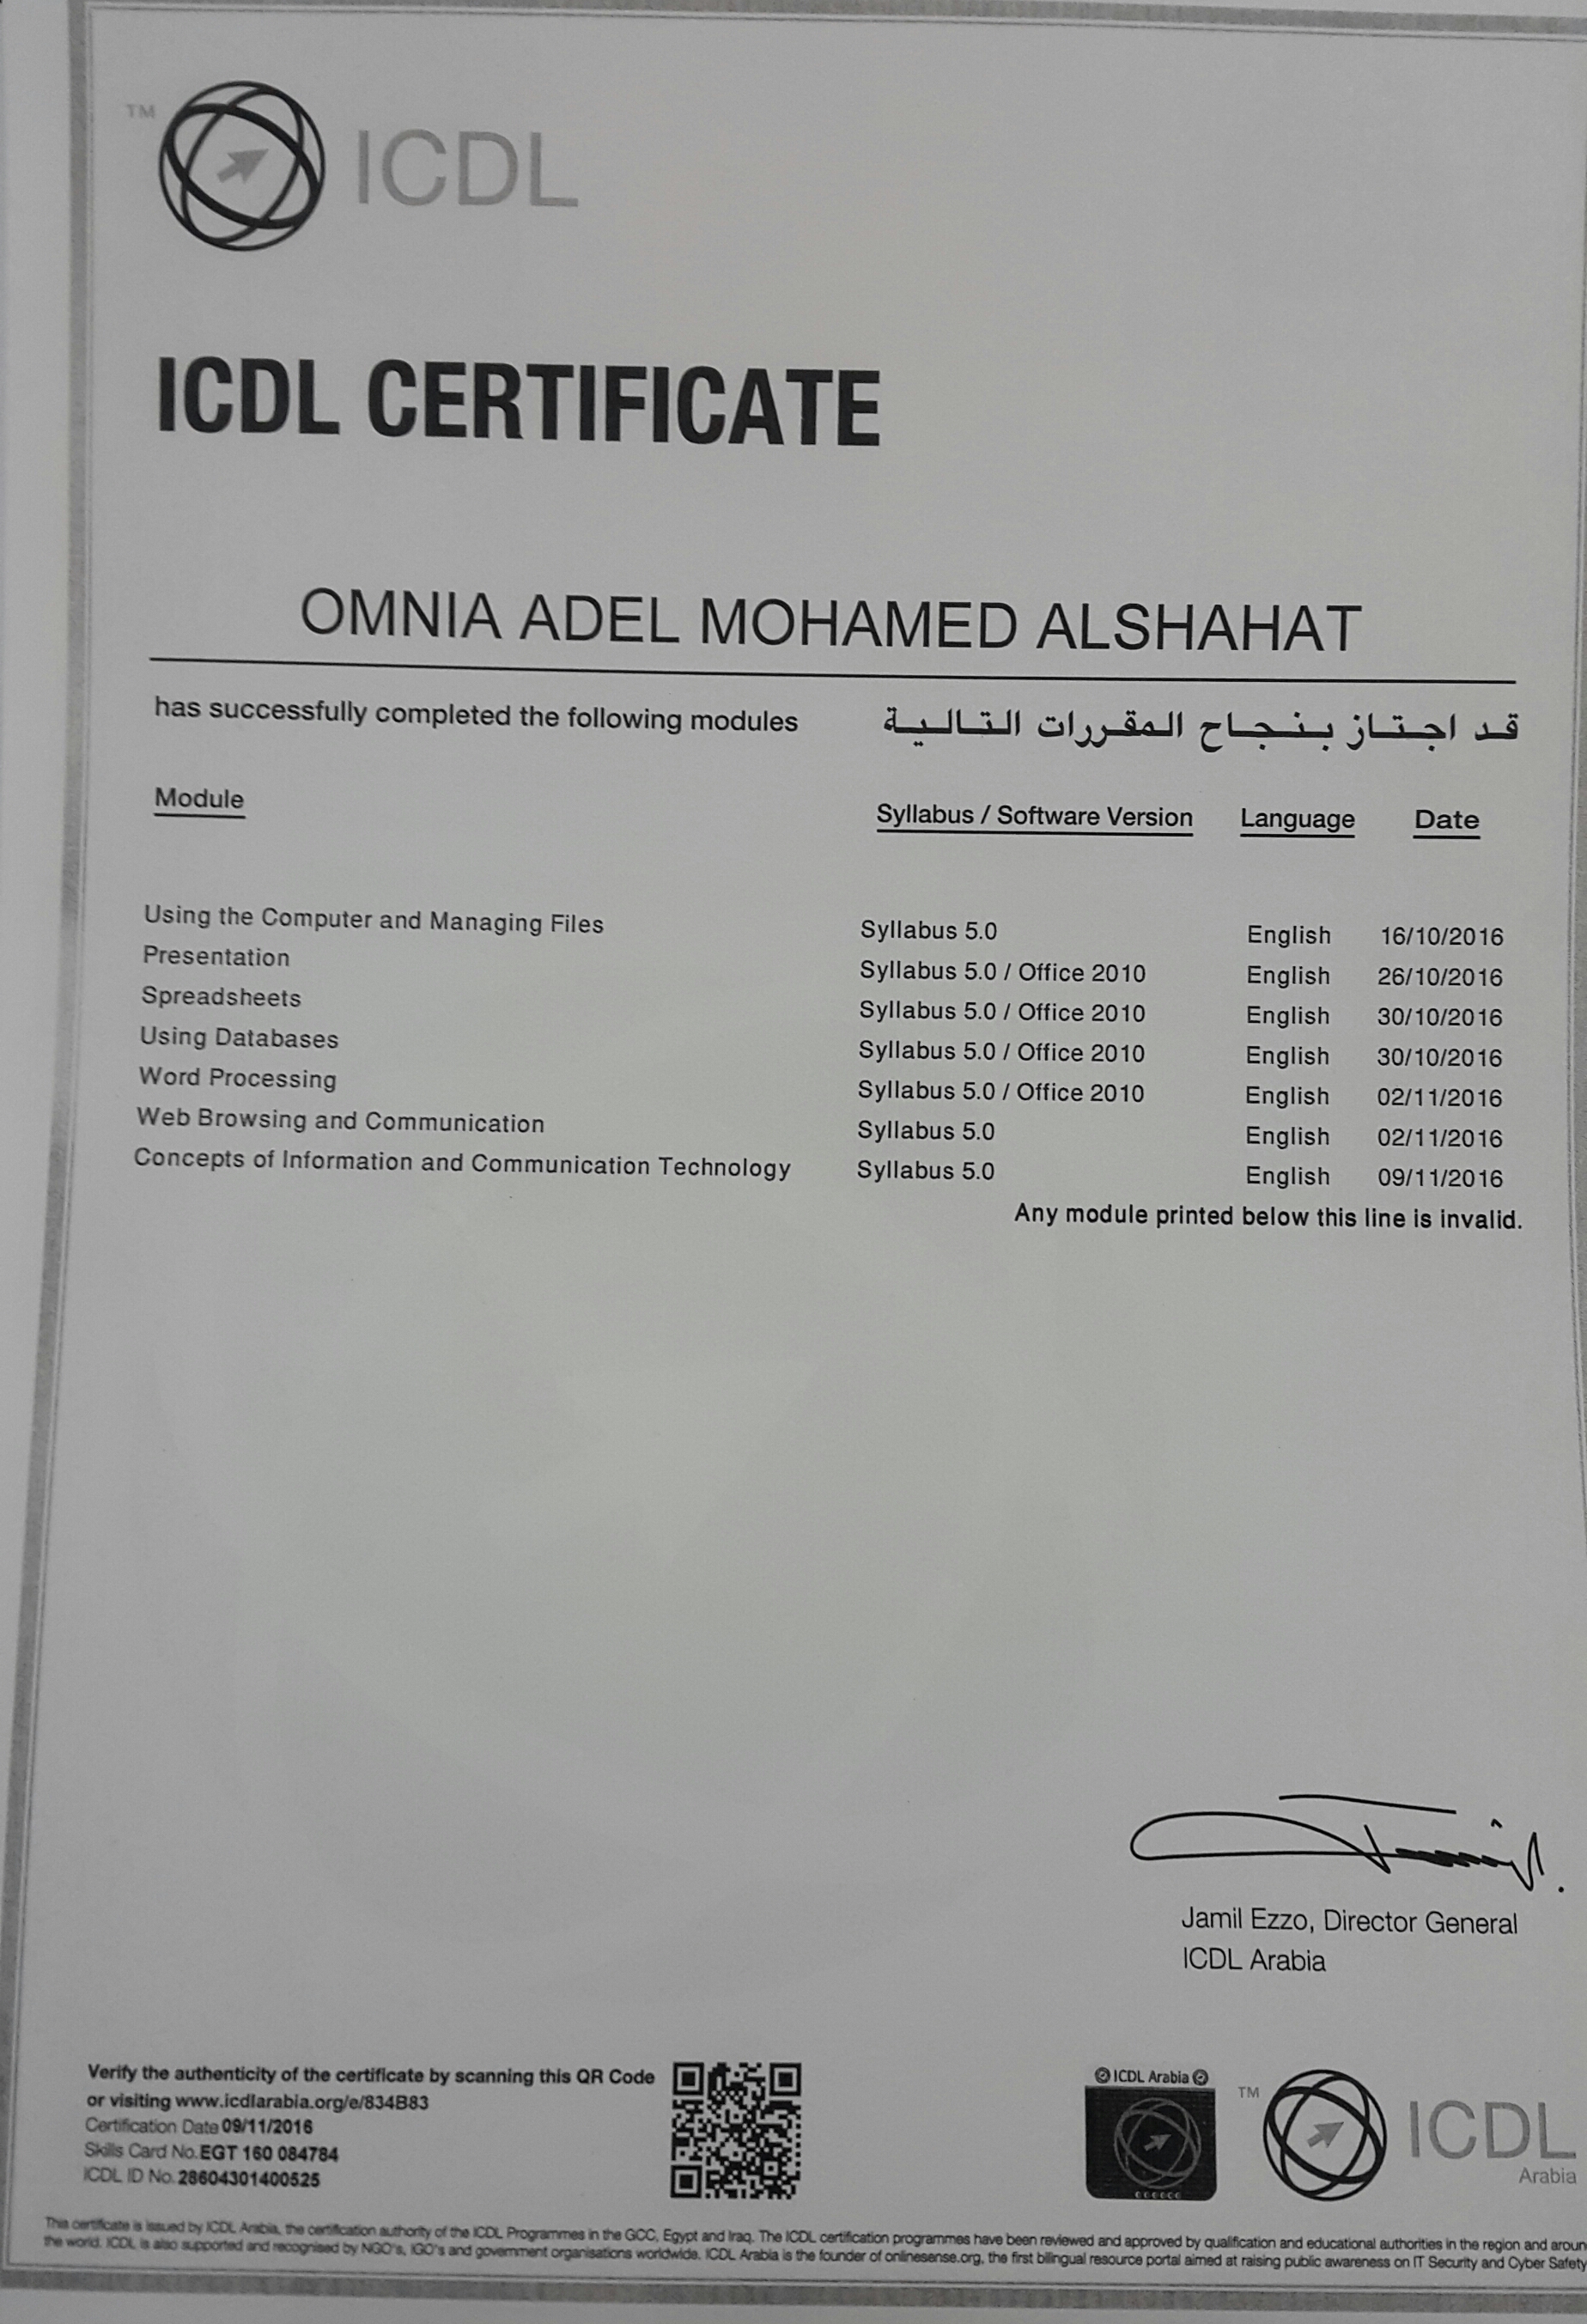 TM
ICDL
ICDL CERTIFICATE
OMNIA ADEL MOHAMED ALSHAHAT
has successfully completed the following modules قد اجتاز بنجاح المقررات التالية
Module Syllabus / Software Version Language Date
Using the Computer and Managing Files Syllabus 5.0 English 16/10/2016
Presentation Syllabus 5.0 / Office 2010 English 26/10/2016
Spreadsheets Syllabus 5.0 / Office 2010 English 30/10/2016
Using Databases Syllabus 5.0 / Office 2010 English 30/10/2016
Word Processing Syllabus 5.0 / Office 2010 English 02/11/2016
Web Browsing and Communication Syllabus 5.0 English 02/11/2016
Concepts of Information and Communication Technology Syllabus 5.0 English 09/11/2016
Any module printed below this line is invalid.
Jamil Ezzo, Director General
ICDL Arabia
Verify the authenticity of the certificate by scanning this QR Code
or visiting www.icdlarabia.org/e/834B83
Certification Date 09/11/2016
Skills Card No. EGT 160 084784
ICDL ID No. 28604301400525
ICDL Arabia
TM
ICDL
Arabia
This certificate is issued by ICDL Arabia, the certification authority of the ICDL Programmes in the GCC, Egypt and Iraq. The ICDL certification programmes have been reviewed and approved by qualification and educational authorities in the region and aroun
the world. ICDL is also supported and recognised by NGO's, IGO's and government organisations worldwide. ICDL Arabia is the founder of onlinesense.org, the first bilingual resource portal aimed at raising public awareness on IT Security and Cyber Safety